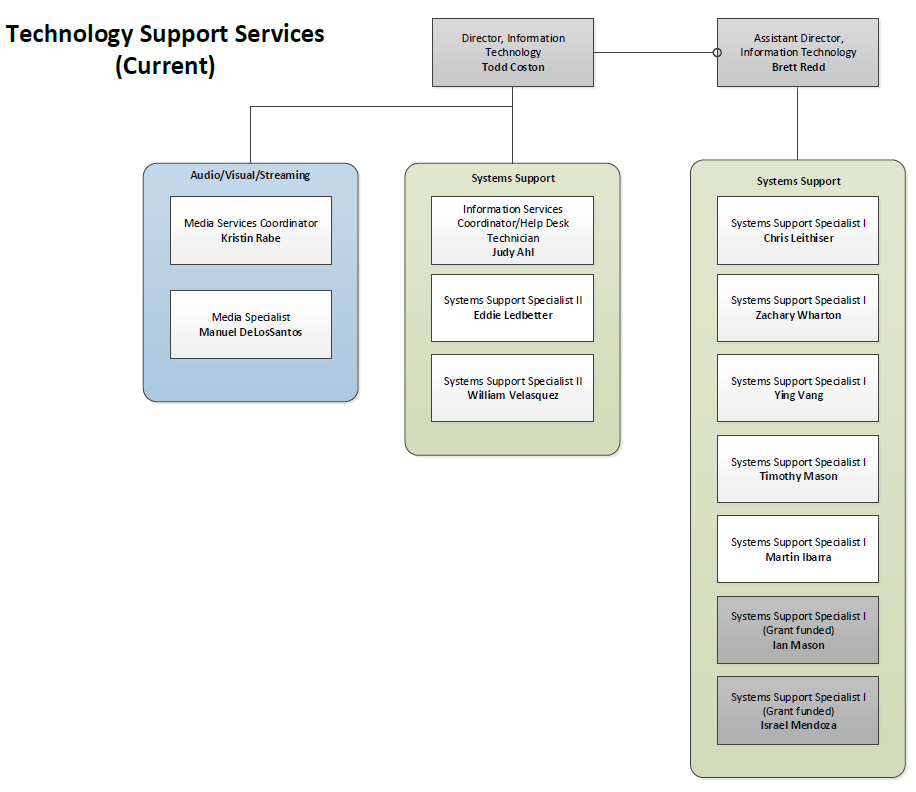 Technology Support Services
(Current)
Director, Information
Technology
Todd Coston
Assistant Director,
Information Technology
Brett Redd
Audio/Visual/Streaming
Media Services Coordinator
Kristin Rabe
Media Specialist
Manuel DeLosSantos
Systems Support
Information Services
Coordinator/Help Desk
Technician
Judy Ahl
Systems Support Specialist II
Eddie Ledbetter
Systems Support Specialist II
William Velasquez
Systems Support
Systems Support Specialist I
Chris Leithiser
Systems Support Specialist I
Zachary Wharton
Systems Support Specialist I
Ying Vang
Systems Support Specialist I
Timothy Mason
Systems Support Specialist I
Martin Ibarra
Systems Support Specialist I
(Grant funded)
Ian Mason
Systems Support Specialist I
(Grant funded)
Israel Mendoza